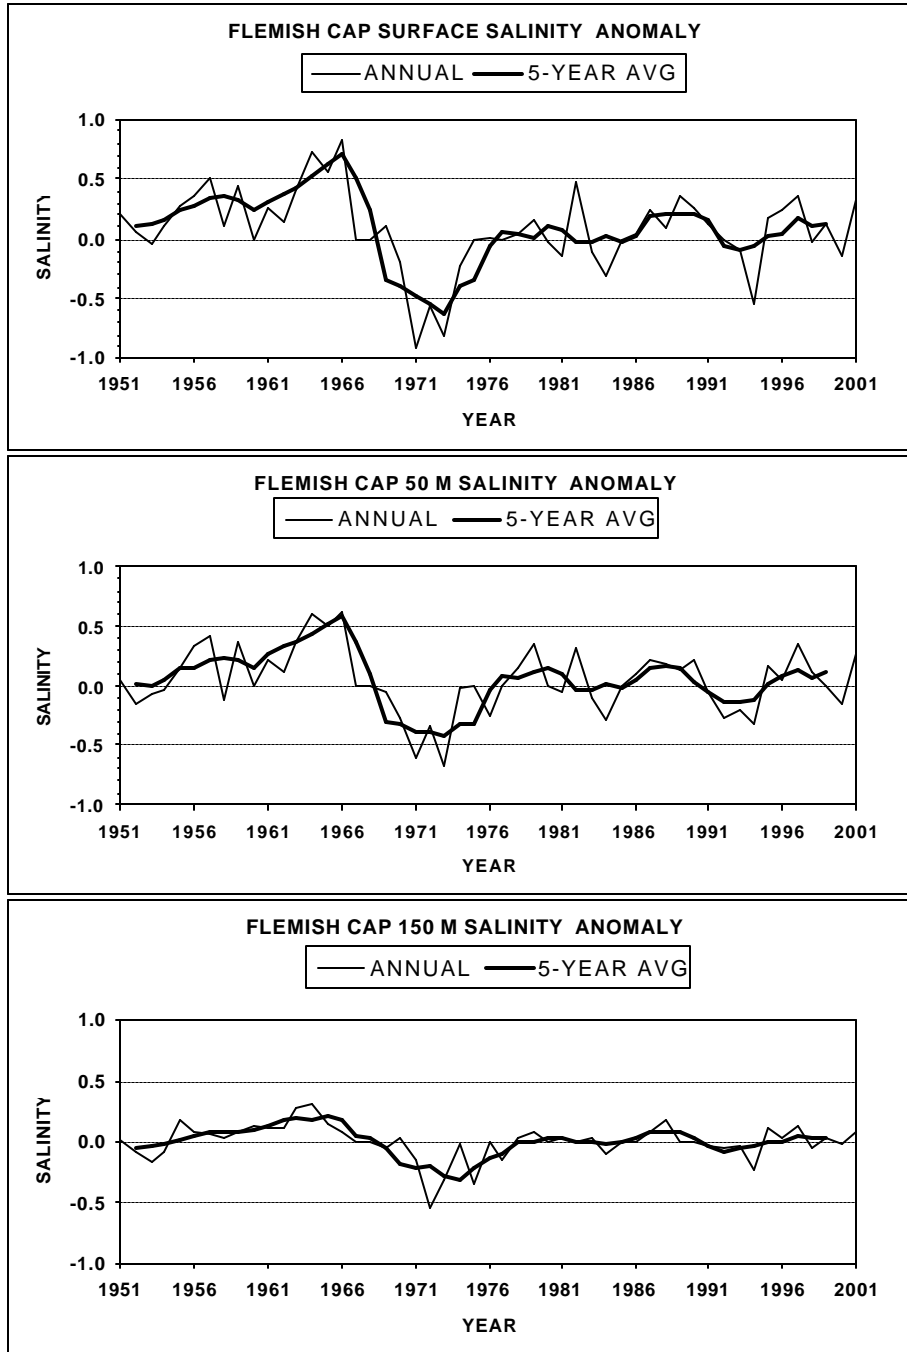 FLEMISH CAP SURFACE SALINITY ANOMALY
ANNUAL 5-YEAR AVG
1.0
0.5
0.0
-0.5
-1.0
SALINITY
1951 1956 1961 1966 1971 1976 1981 1986 1991 1996 2001
YEAR
FLEMISH CAP 50 M SALINITY ANOMALY
ANNUAL 5-YEAR AVG
1.0
0.5
0.0
-0.5
-1.0
SALINITY
1951 1956 1961 1966 1971 1976 1981 1986 1991 1996 2001
YEAR
FLEMISH CAP 150 M SALINITY ANOMALY
ANNUAL 5-YEAR AVG
1.0
0.5
0.0
-0.5
-1.0
SALINITY
1951 1956 1961 1966 1971 1976 1981 1986 1991 1996 2001
YEAR